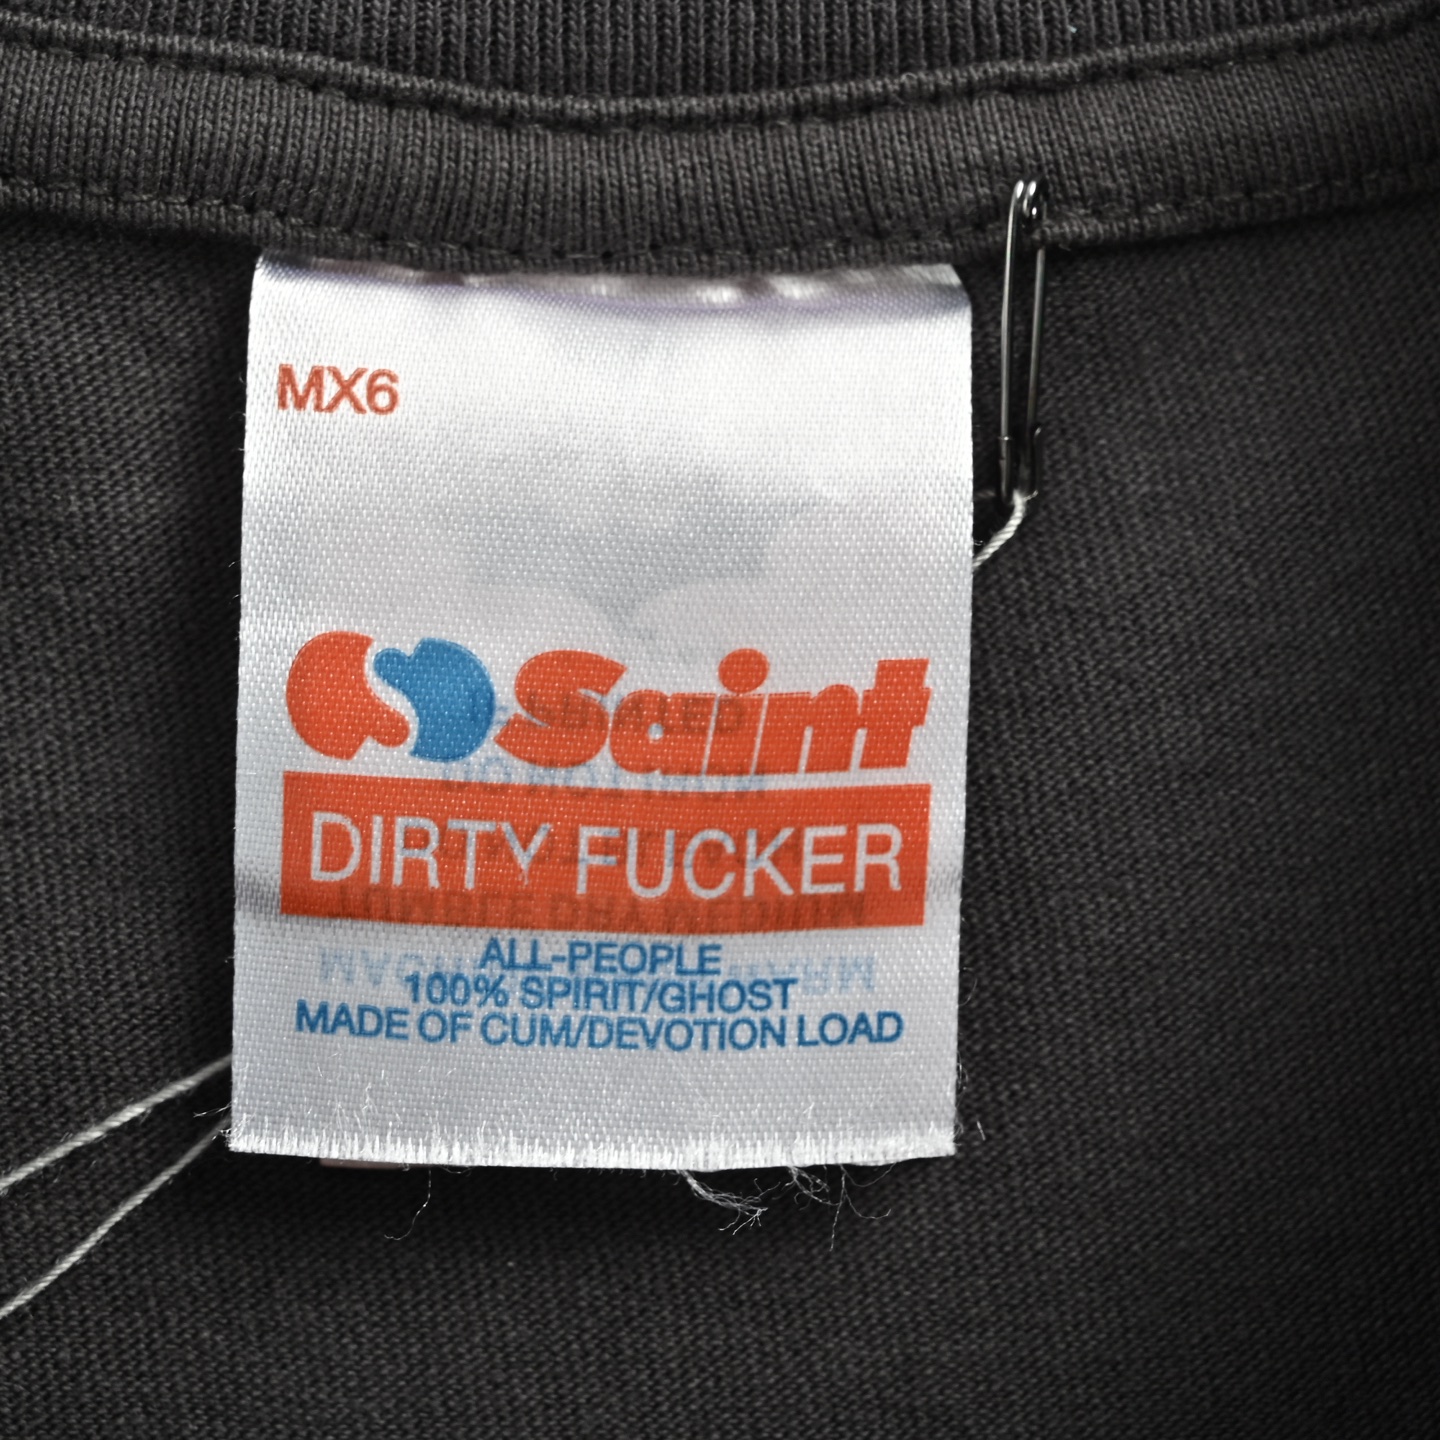 MX6
Saint
DIRTY FUCKER
ALL-PEOPLE
100% SPIRIT/GHOST
MADE OF CUM/DEVOTION LOAD